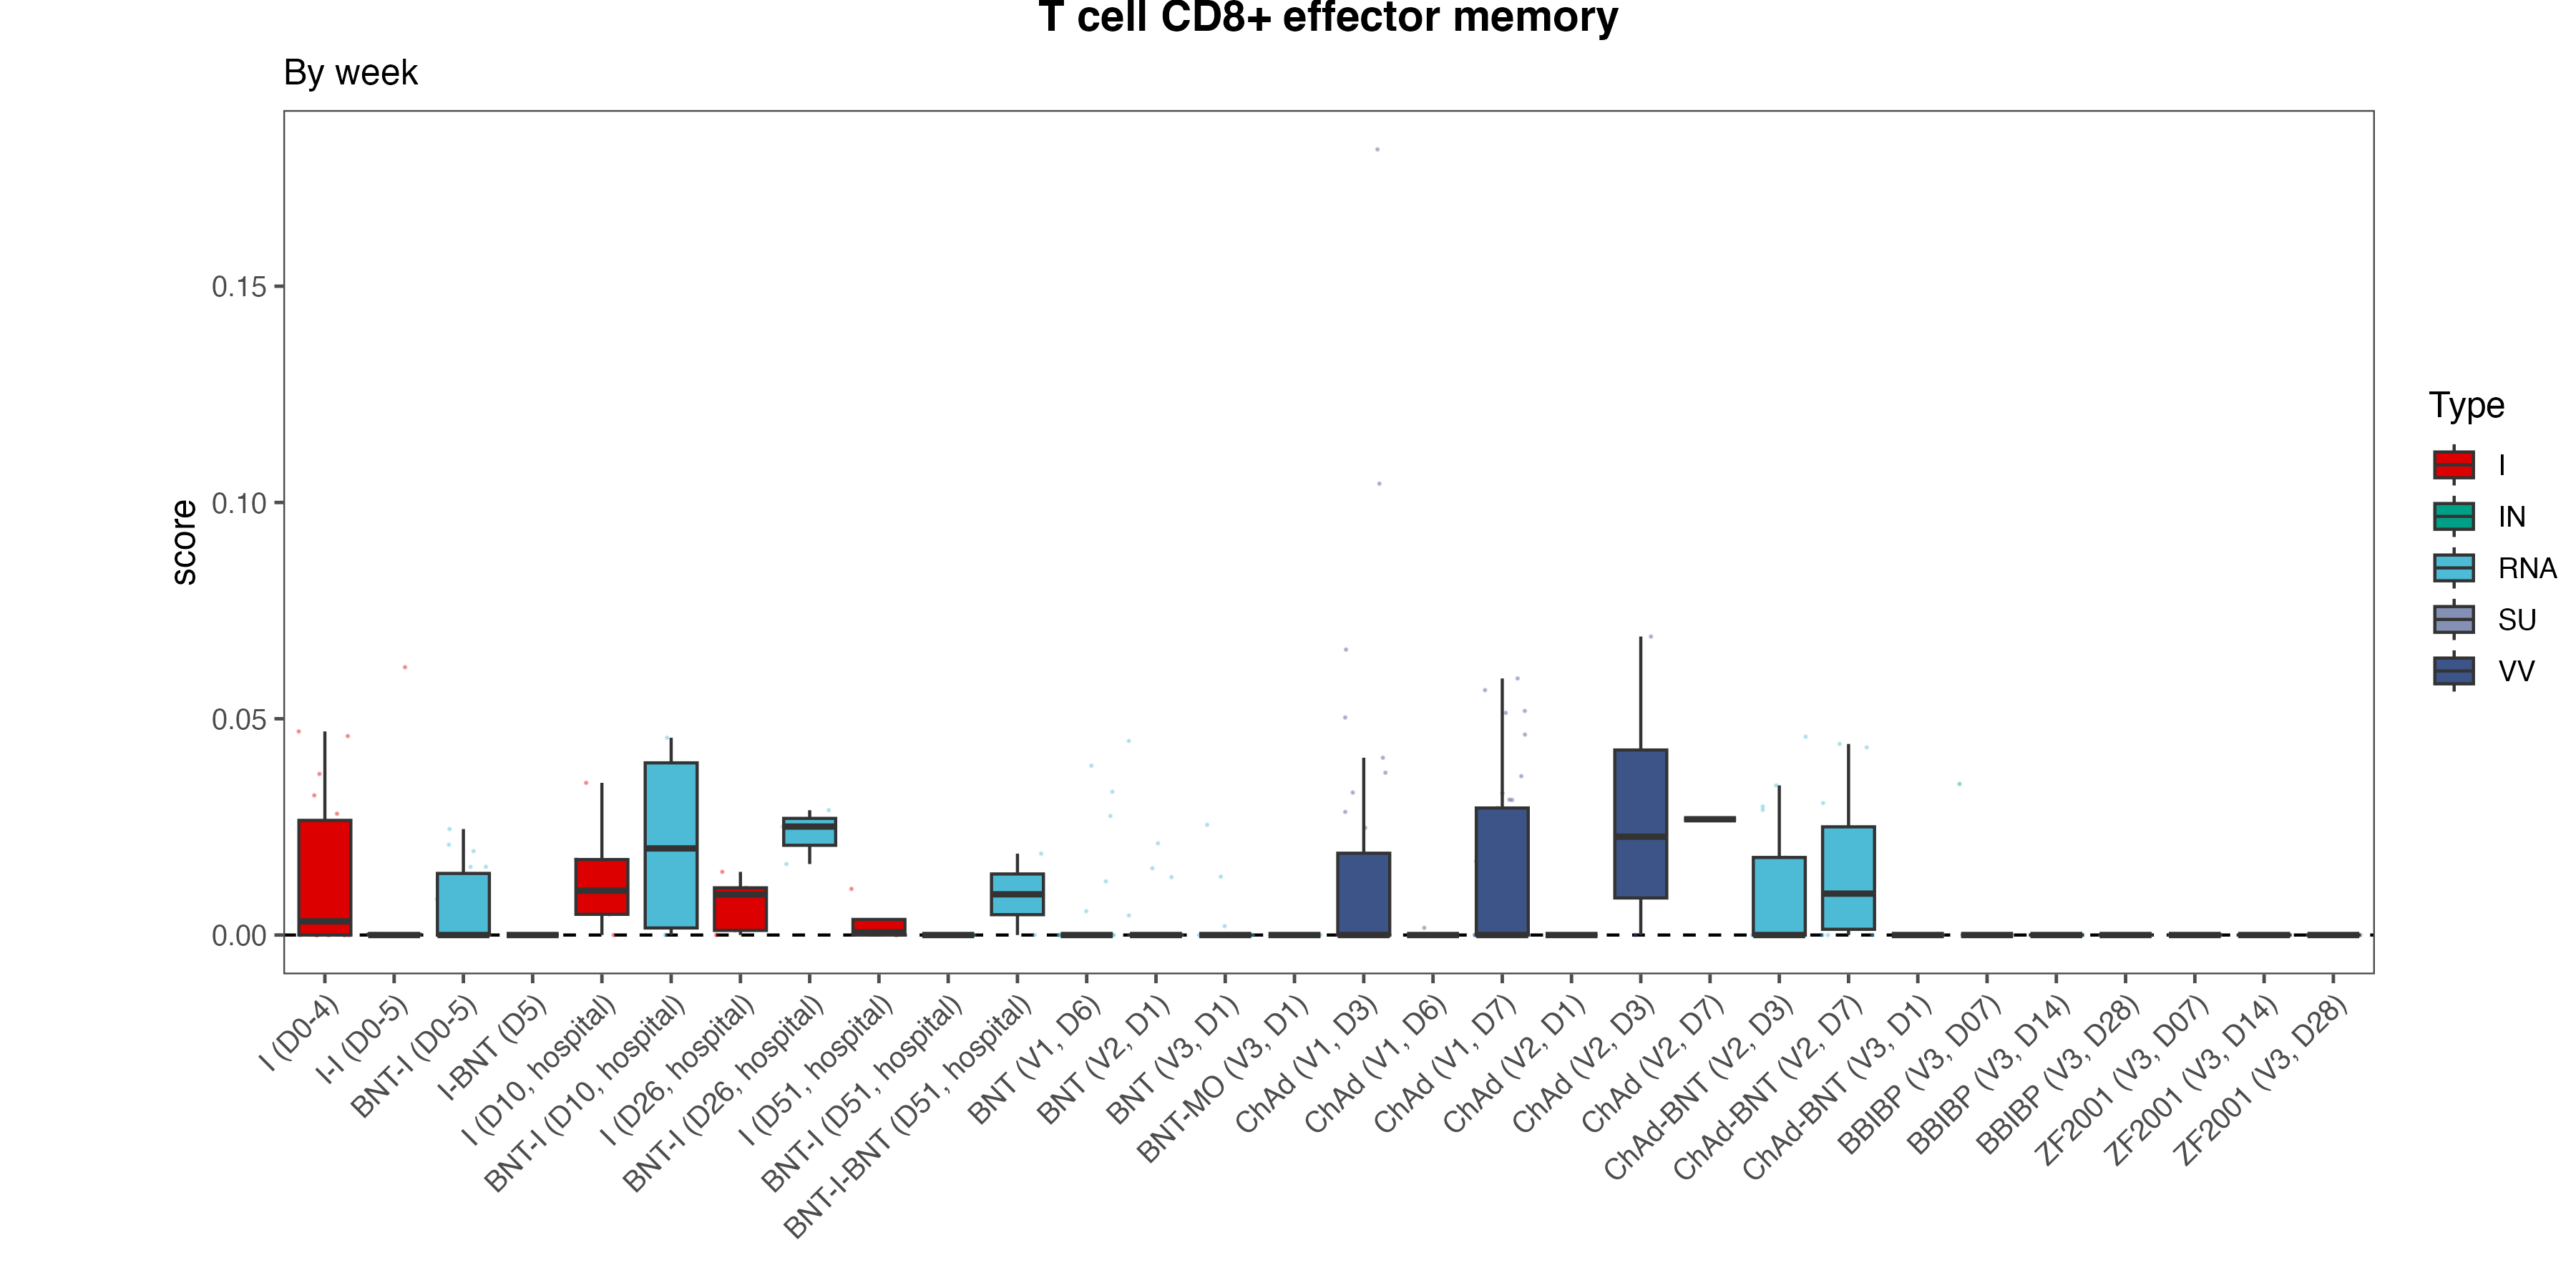 T cell CD8+ effector memory
By week
score
0.15
0.10
0.05
0.00
I (D0-4)
I-I (D0-5)
BNT-I (D0-5)
I-BNT (D5)
I (D10, hospital)
BNT-I (D10, hospital)
I (D26, hospital)
BNT-I (D26, hospital)
I (D51, hospital)
BNT-I (D51, hospital)
BNT-I-BNT (D51, hospital)
BNT (V1, D6)
BNT (V2, D1)
BNT (V3, D1)
BNT-MO (V3, D1)
ChAd (V1, D3)
ChAd (V1, D6)
ChAd (V1, D7)
ChAd (V2, D1)
ChAd (V2, D3)
ChAd (V2, D7)
ChAd-BNT (V2, D3)
ChAd-BNT (V2, D7)
ChAd-BNT (V3, D1)
BBIBP (V3, D07)
BBIBP (V3, D14)
BBIBP (V3, D28)
ZF2001 (V3, D07)
ZF2001 (V3, D14)
ZF2001 (V3, D28)
Type
I
IN
RNA
SU
VV